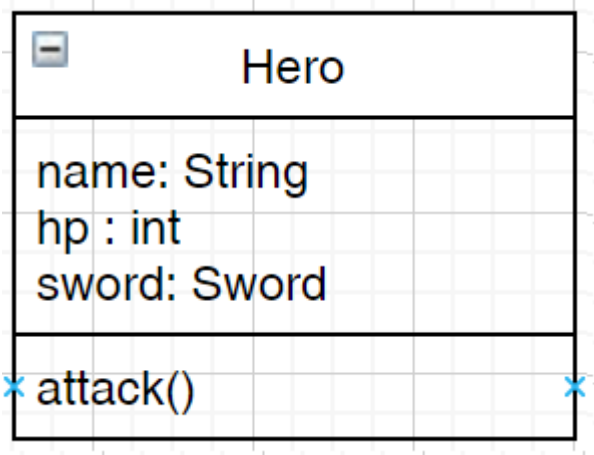 Hero
name: String
hp : int
sword: Sword
attack()